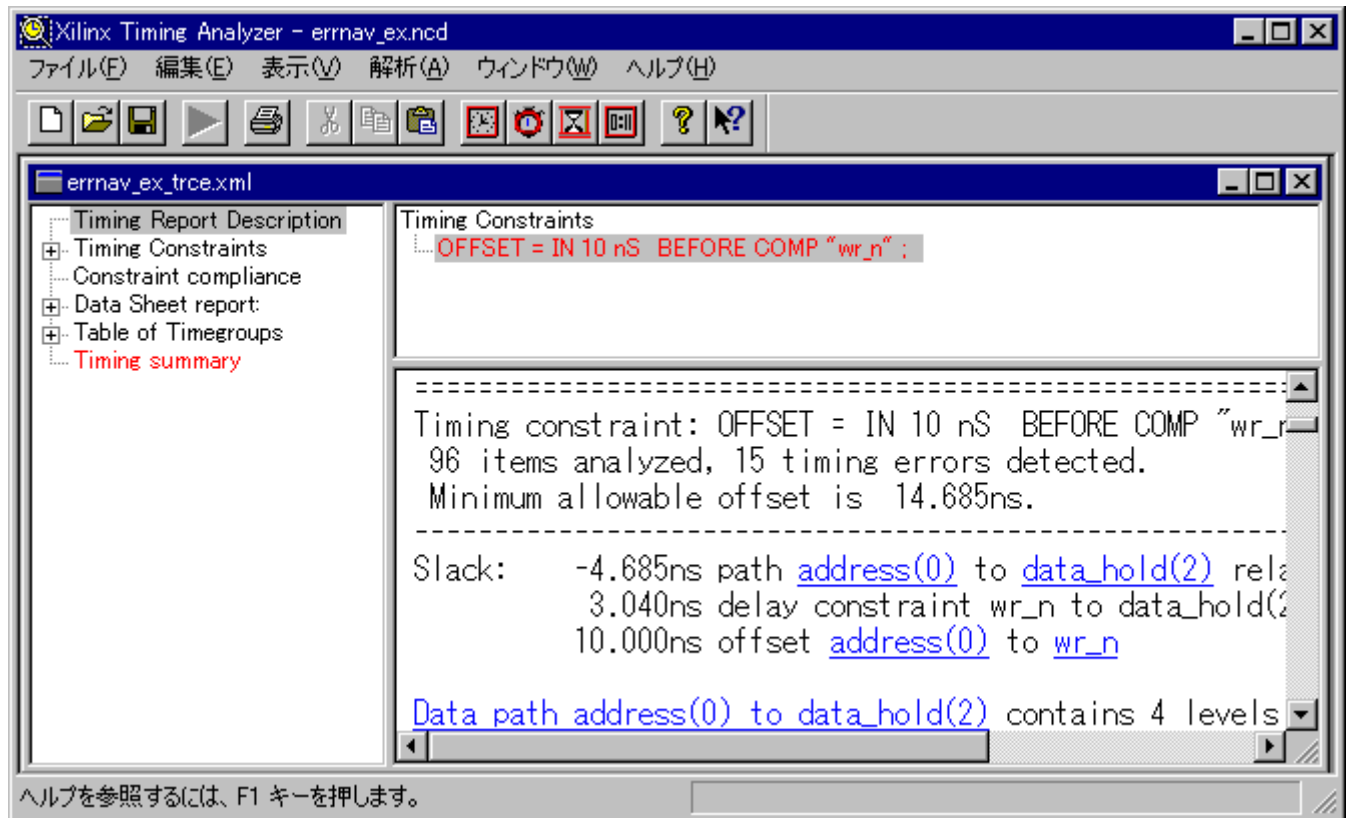 Xilinx Timing Analyzer - errnav_ex.ncd
ファイル(F) 編集(E) 表示(V) 解析(A) ウィンドウ(W) ヘルプ(H)
errnav_ex_trce.xml
Timing Report Description
Timing Constraints
Constraint compliance
Data Sheet report:
Table of Timegroups
Timing summary
Timing Constraints
OFFSET = IN 10 nS BEFORE COMP "wr_n" ;
======================================================
Timing constraint: OFFSET = IN 10 nS BEFORE COMP "wr_n
96 items analyzed, 15 timing errors detected.
Minimum allowable offset is 14.685ns.
------------------------------------------------------
Slack: -4.685ns path address(0) to data_hold(2) rela
3.040ns delay constraint wr_n to data_hold(2
10.000ns offset address(0) to wr_n
Data path address(0) to data_hold(2) contains 4 levels
ヘルプを参照するには、F1 キーを押します。